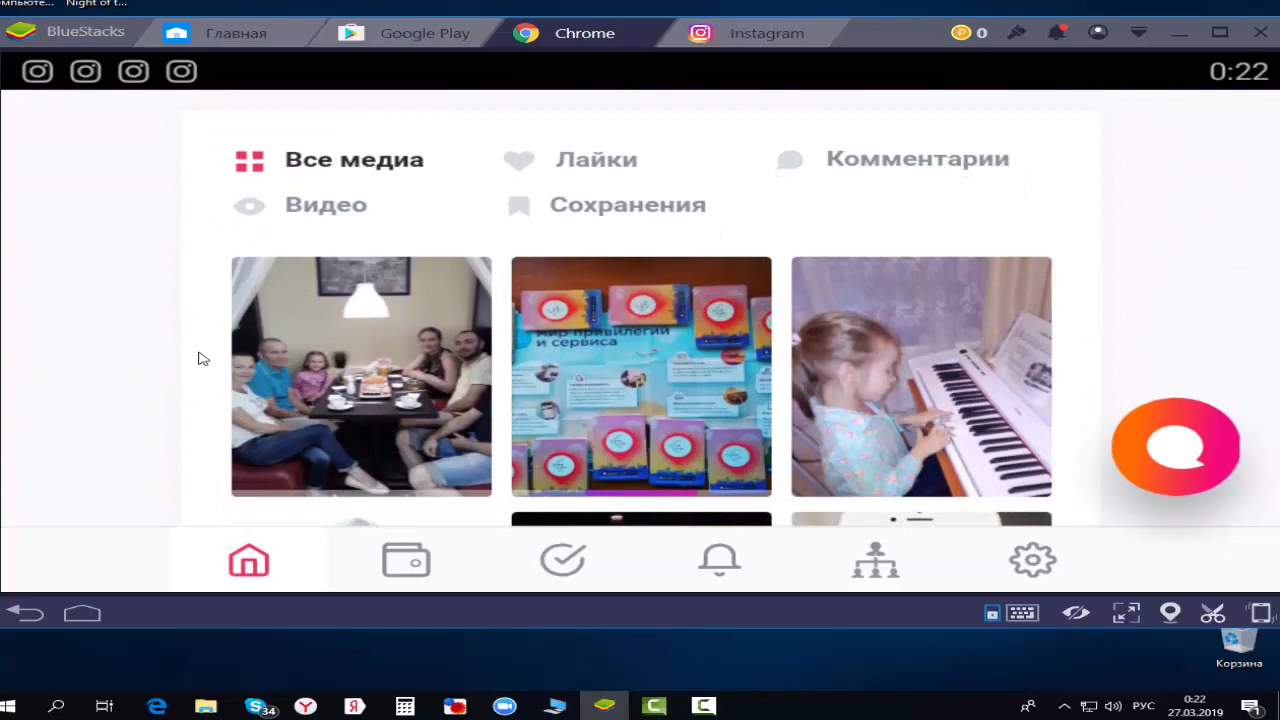 мпьюте... Night of t...
BlueStacks Главная Google Play Chrome Instagram P 0
0:22
Все медиа Лайки Комментарии
Видео Сохранения
Мир привилегий
и сервиса
Корзина
34 Я РУС 0:22
27.03.2019 1